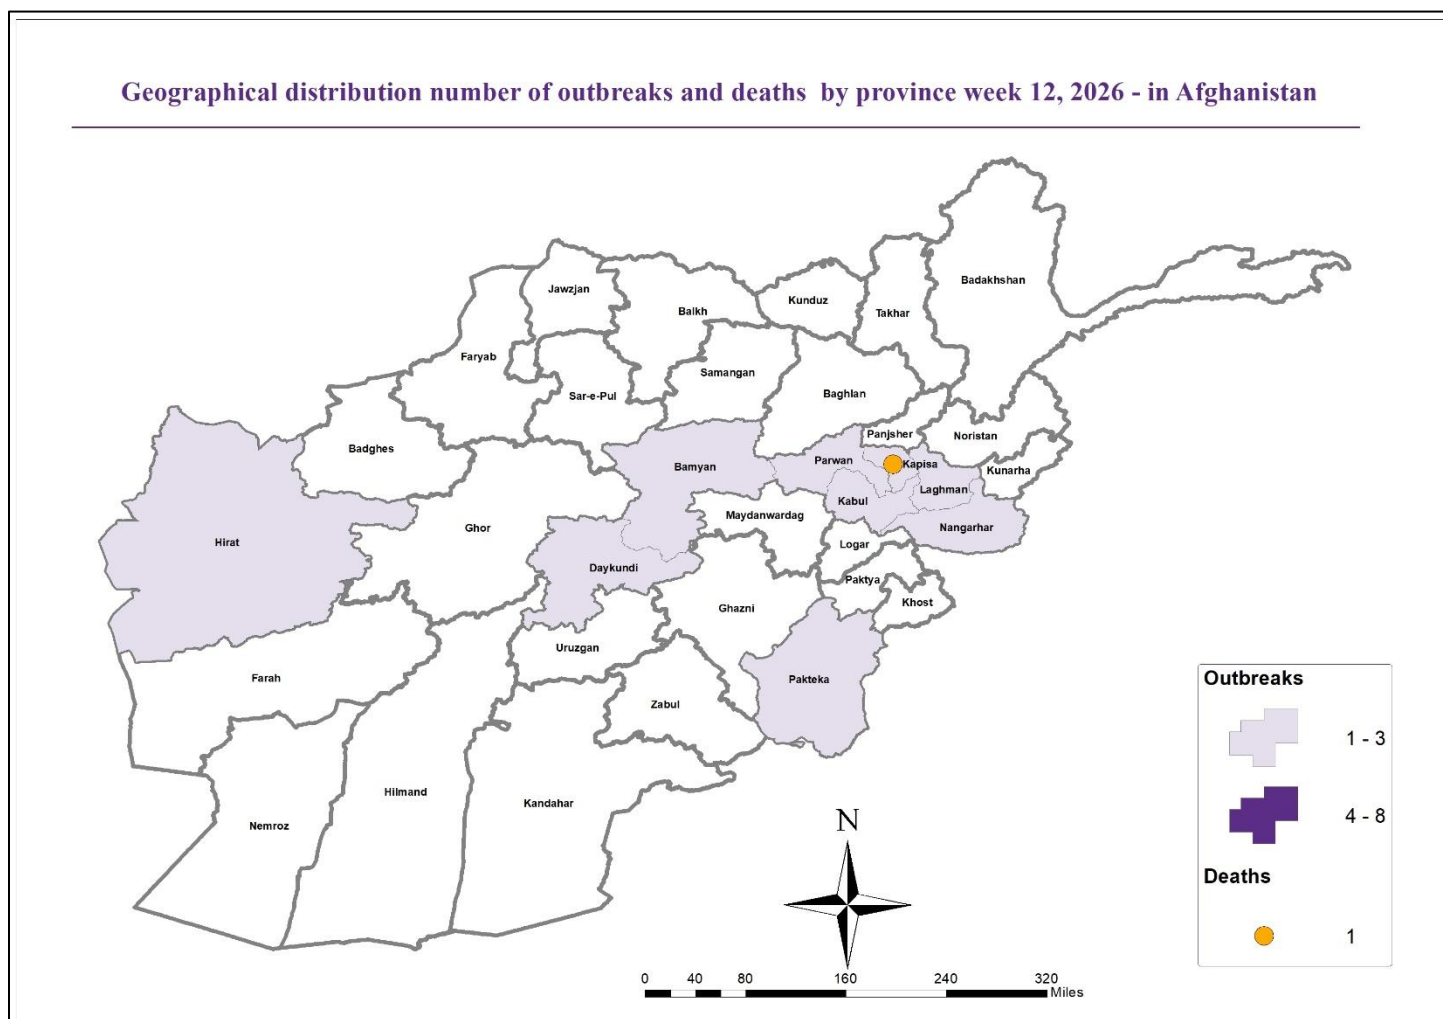 Geographical distribution number of outbreaks and deaths by province week 12, 2026 - in Afghanistan
Badakhshan
Jawzjan
Balkh
Kunduz
Takhar
Faryab
Samangan
Sar-e-Pul
Baghlan
Badghes
Panjsher
Noristan
Bamyan
Parwan
Kapisa
Kunarha
Laghman
Kabul
Ghor
Maydanwardag
Nangarhar
Hirat
Logar
Daykundi
Paktya
Ghazni
Khost
Uruzgan
Farah
Pakteka
Zabul
Hilmand
Kandahar
Nemroz
Outbreaks
1 - 3
4 - 8
Deaths
1
N
0 40 80 160 240 320
Miles